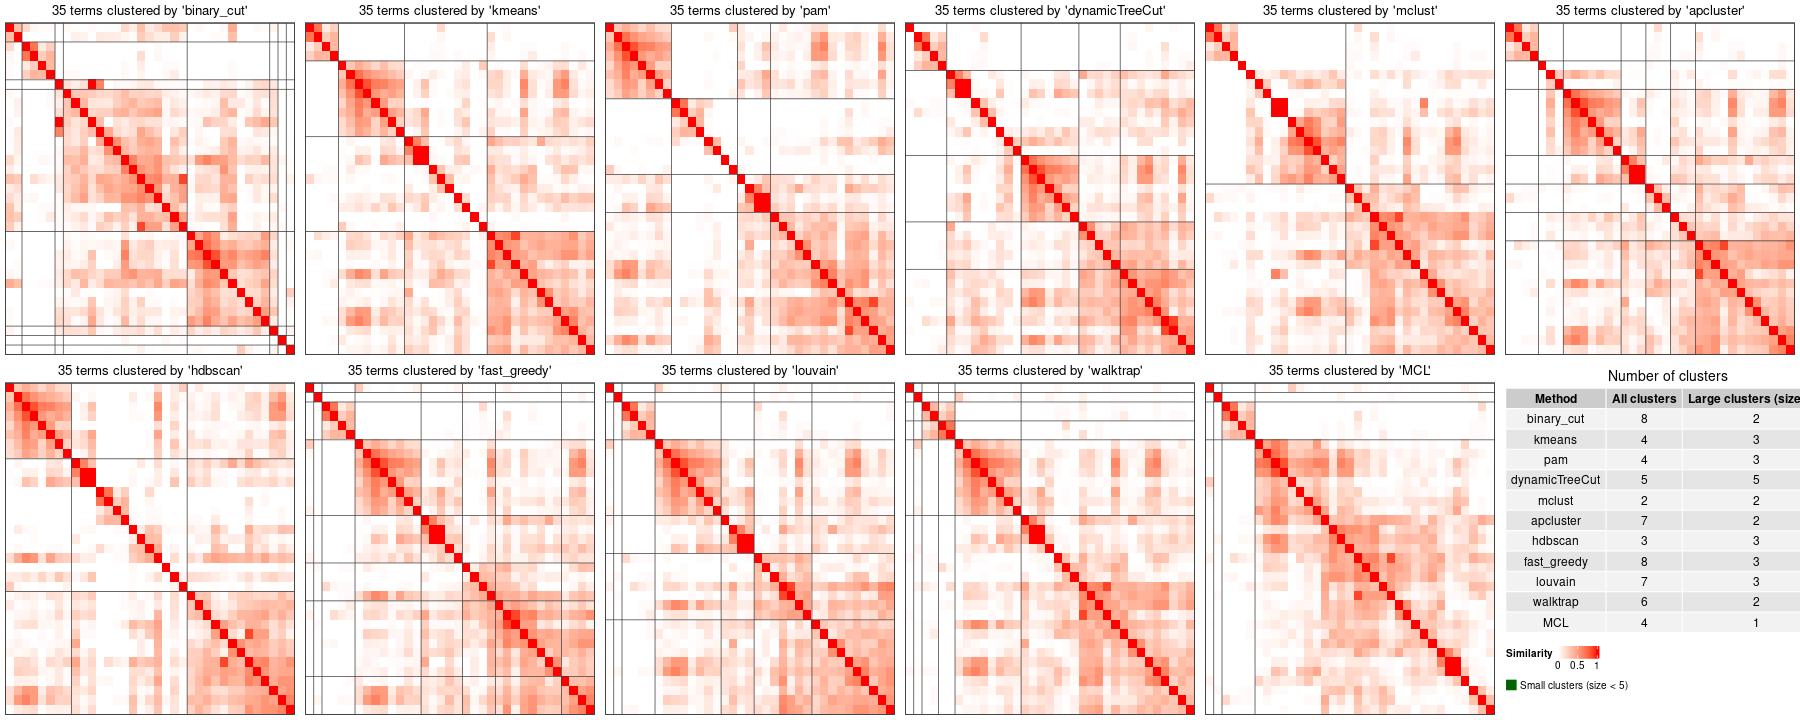 35 terms clustered by 'binary_cut'
35 terms clustered by 'kmeans'
35 terms clustered by 'pam'
35 terms clustered by 'dynamicTreeCut'
35 terms clustered by 'mclust'
35 terms clustered by 'apcluster'
35 terms clustered by 'hdbscan'
35 terms clustered by 'fast_greedy'
35 terms clustered by 'louvain'
35 terms clustered by 'walktrap'
35 terms clustered by 'MCL'
Number of clusters
Method All clusters Large clusters (size
binary_cut 8 2
kmeans 4 3
pam 4 3
dynamicTreeCut 5 5
mclust 2 2
apcluster 7 2
hdbscan 3 3
fast_greedy 8 3
louvain 7 3
walktrap 6 2
MCL 4 1
Similarity
0 0.5 1
Small clusters (size < 5)